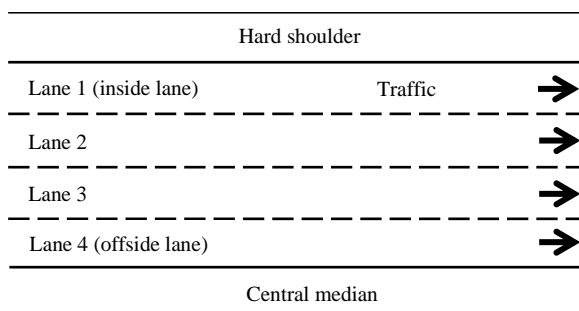 Hard shoulder
Lane 1 (inside lane) Traffic
Lane 2
Lane 3
Lane 4 (offside lane)
Central median